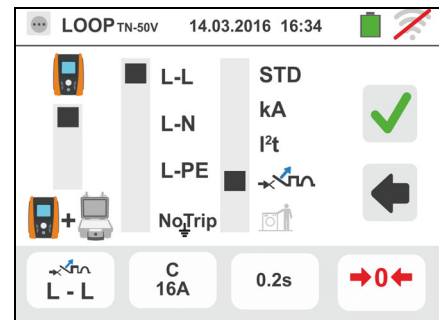 LOOP TN-50V 14.03.2016 16:34
L-L STD
L-N kA
I²t
L-PE
NoTrip
+
L - L
C
16A
0.2s
0